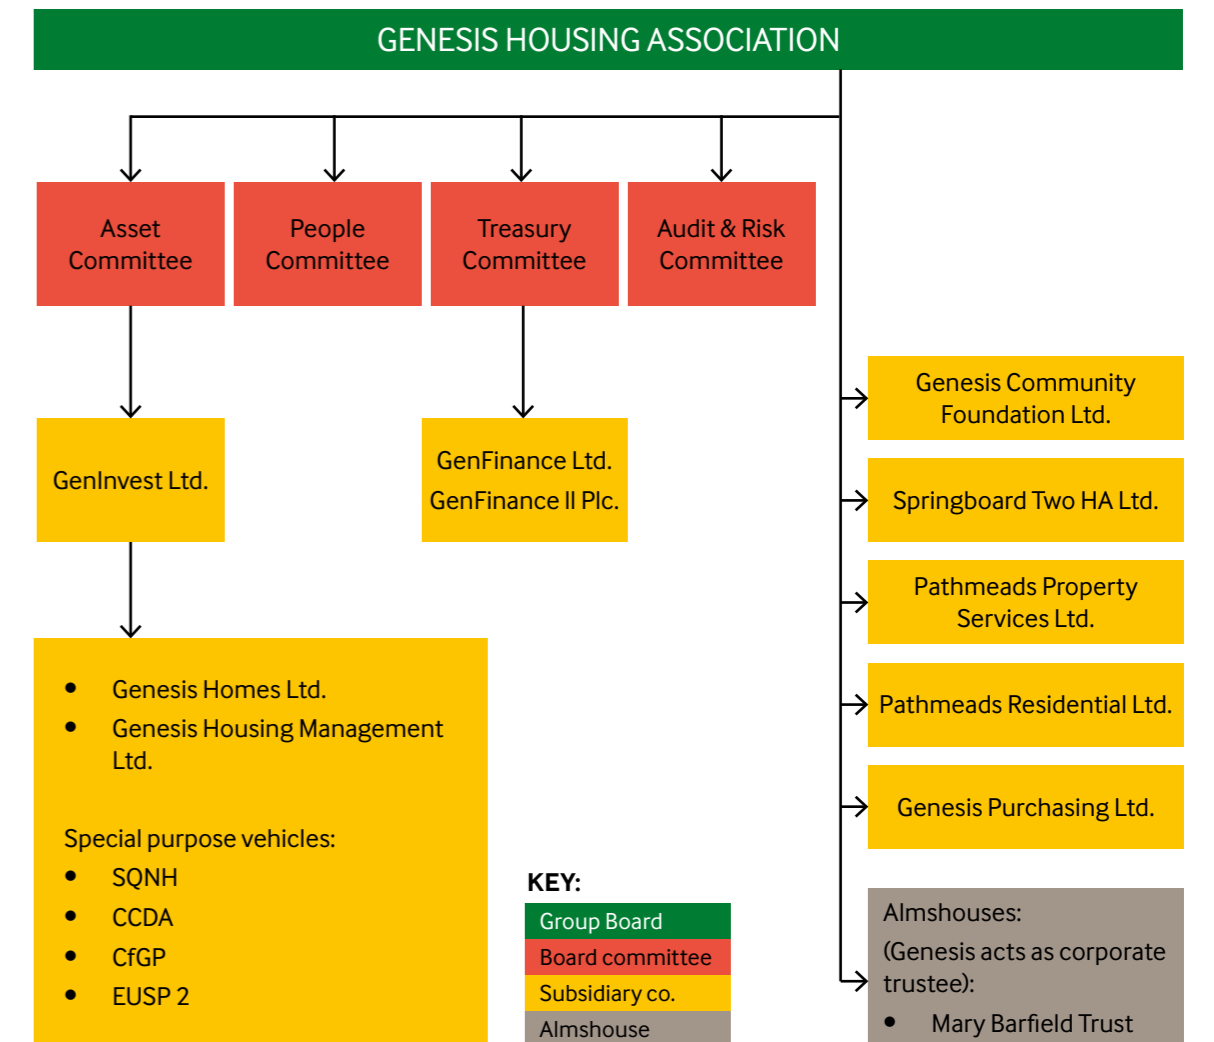 GENESIS HOUSING ASSOCIATION
Asset
Committee
People
Committee
Treasury
Committee
Audit & Risk
Committee
GenInvest Ltd.
GenFinance Ltd.
GenFinance II Plc.
Genesis Community
Foundation Ltd.
Springboard Two HA Ltd.
Pathmeads Property
Services Ltd.
Pathmeads Residential Ltd.
Genesis Purchasing Ltd.
• Genesis Homes Ltd.
• Genesis Housing Management
Ltd.
Special purpose vehicles:
• SQNH
• CCDA
• CfGP
• EUSP 2
KEY:
Group Board
Board committee
Subsidiary co.
Almshouse
Almshouses:
(Genesis acts as corporate
trustee):
• Mary Barfield Trust